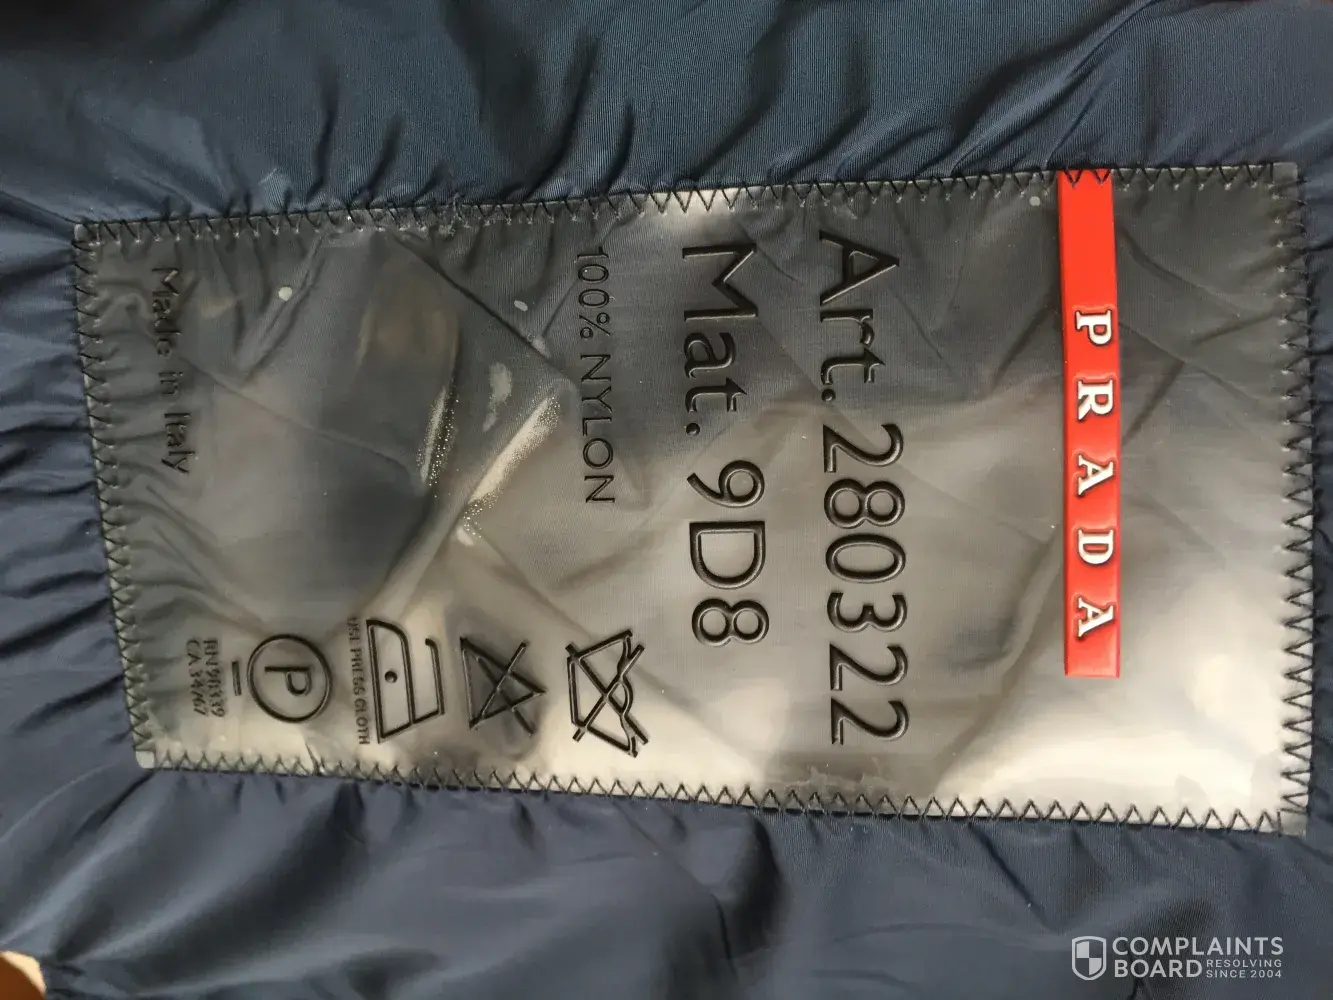 PRADA
Art. 280322
Mat. 9D8
100% NYLON
USE PRESS CLOTH
P
RN 98339
CA 34767
Made in Italy
COMPLAINTS
BOARD RESOLVING
SINCE 2004